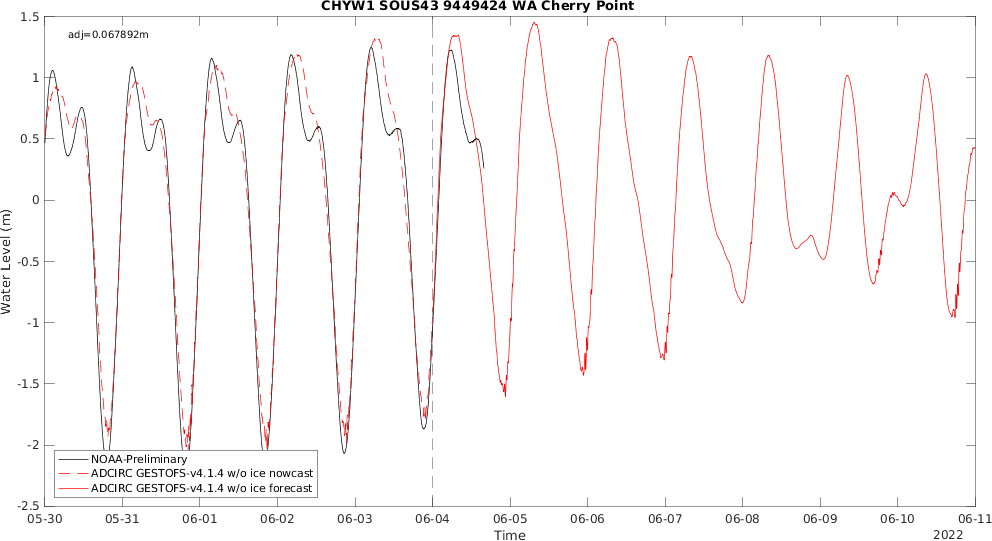 CHYW1 SOUS43 9449424 WA Cherry Point
adj=0.067892m
1.5
1
0.5
0
-0.5
-1
-1.5
-2
-2.5
Water Level (m)
NOAA-Preliminary
ADCIRC GESTOFS-v4.1.4 w/o ice nowcast
ADCIRC GESTOFS-v4.1.4 w/o ice forecast
05-30 05-31 06-01 06-02 06-03 06-04 06-05 06-06 06-07 06-08 06-09 06-10 06-11
Time
2022